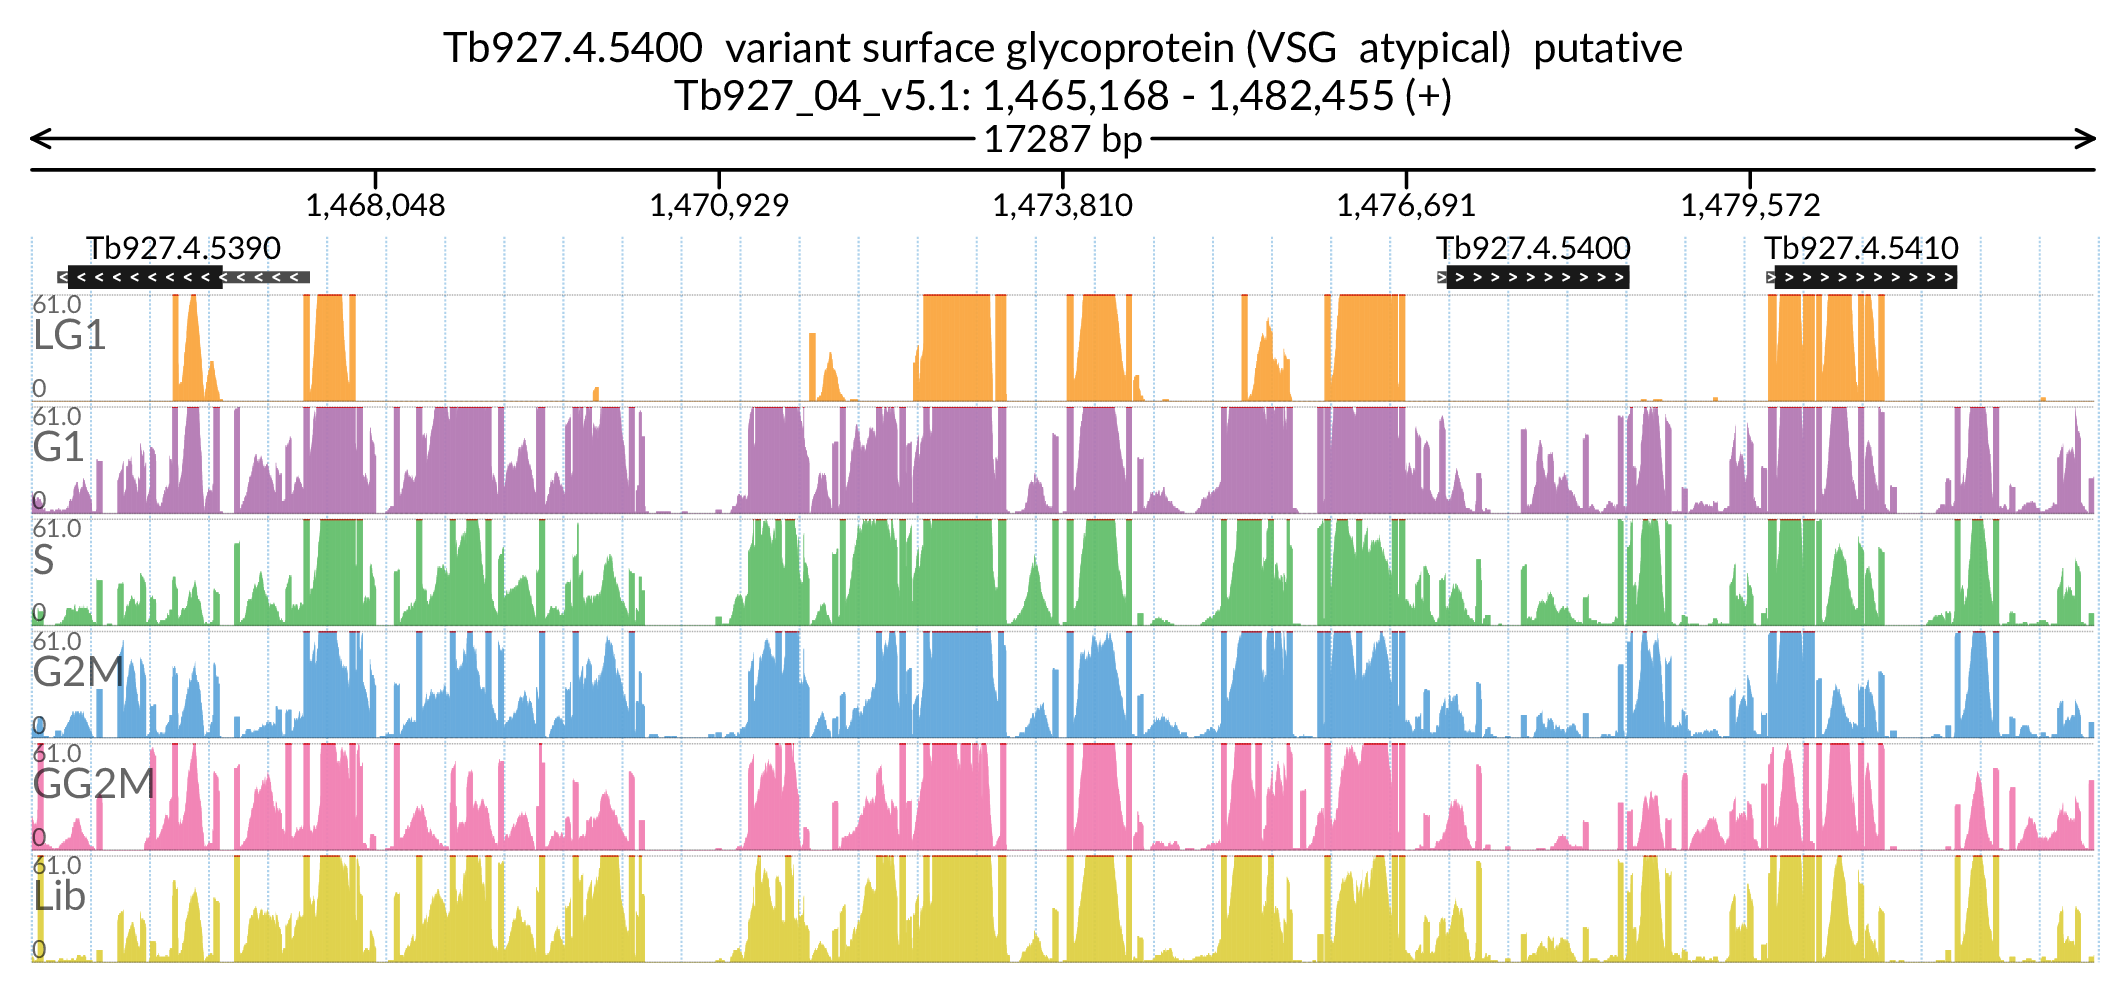 Tb927.4.5400  variant surface glycoprotein (VSG  atypical)  putative
Tb927_04_v5.1: 1,465,168 - 1,482,455 (+)
17287 bp
1,468,048 1,470,929 1,473,810 1,476,691 1,479,572
Tb927.4.5390 Tb927.4.5400 Tb927.4.5410
61.0
LG1
0
61.0
G1
0
61.0
S
0
61.0
G2M
0
61.0
GG2M
0
61.0
Lib
0